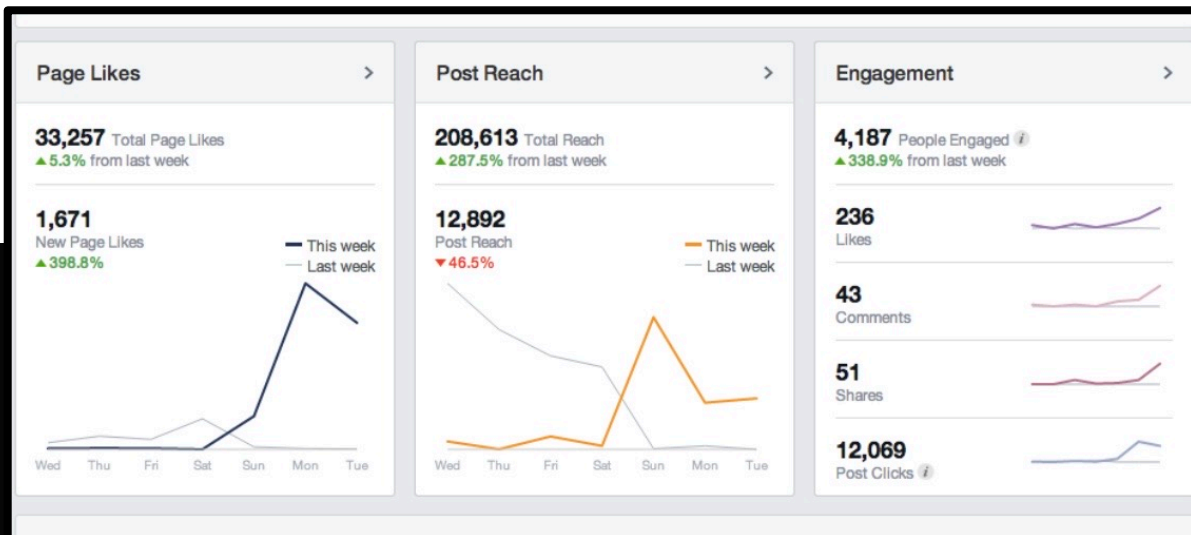 Page Likes
33,257 Total Page Likes
▲5.3% from last week
1,671
New Page Likes
▲398.8%
This week
Last week
Wed Thu Fri Sat Sun Mon Tue
Post Reach
208,613 Total Reach
▲287.5% from last week
12,892
Post Reach
▼46.5%
This week
Last week
Wed Thu Fri Sat Sun Mon Tue
Engagement
4,187 People Engaged i
▲338.9% from last week
236
Likes
43
Comments
51
Shares
12,069
Post Clicks i